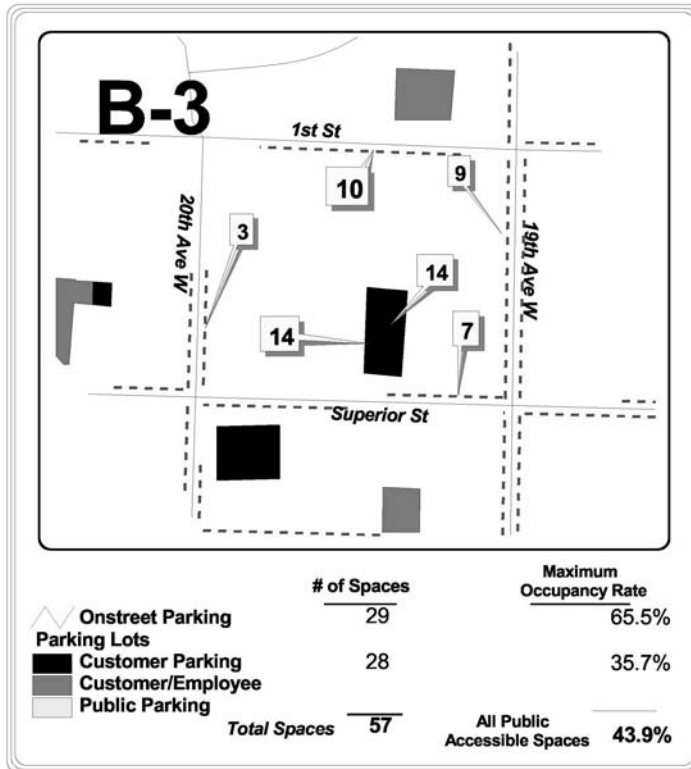 B-3
1st St
10
9
20th Ave W
3
19th Ave W
14
14
7
Superior St
# of Spaces
Maximum
Occupancy Rate
Onstreet Parking 29 65.5%
Parking Lots
Customer Parking 28 35.7%
Customer/Employee
Public Parking
Total Spaces 57 All Public
Accessible Spaces 43.9%